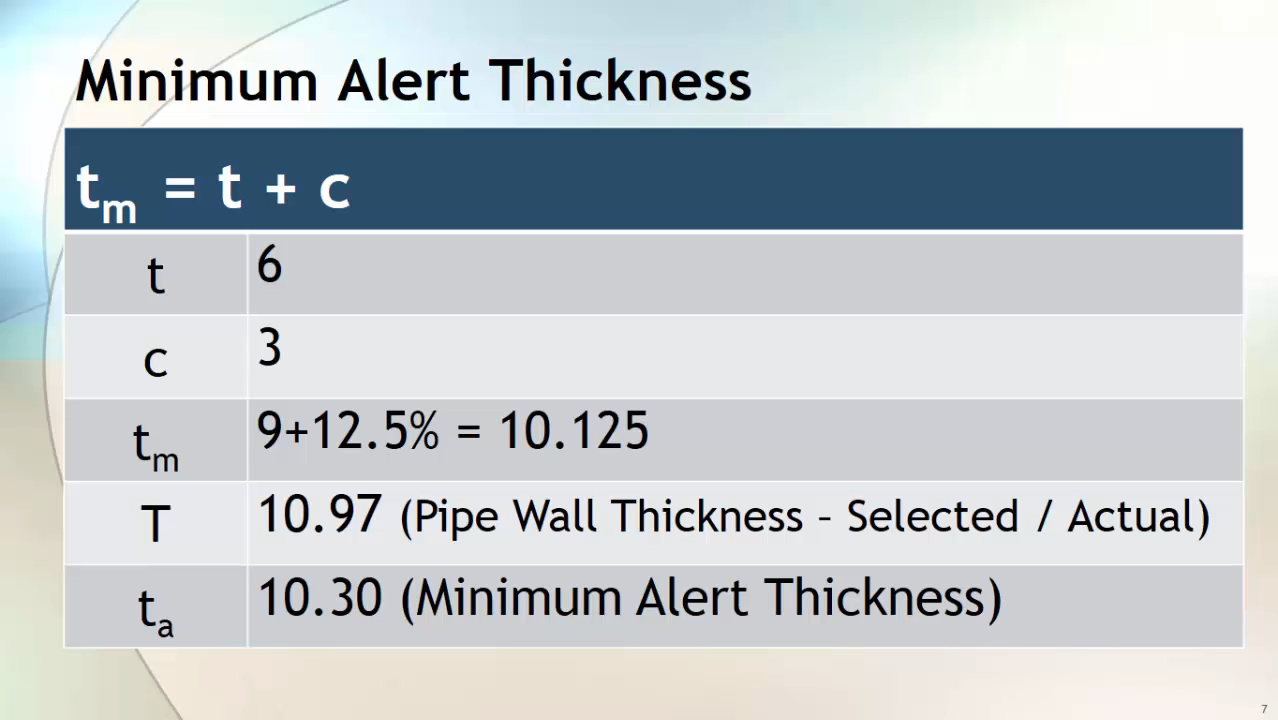 Minimum Alert Thickness
tm = t + c
t 6
c 3
tm 9+12.5% = 10.125
T 10.97 (Pipe Wall Thickness – Selected / Actual)
ta 10.30 (Minimum Alert Thickness)
7